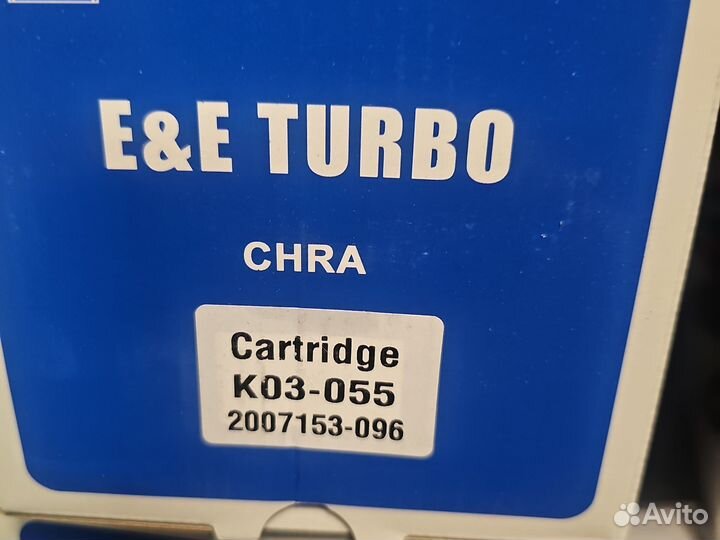 E&E TURBO
CHRA
Cartridge
K03-055
2007153-096
Avito